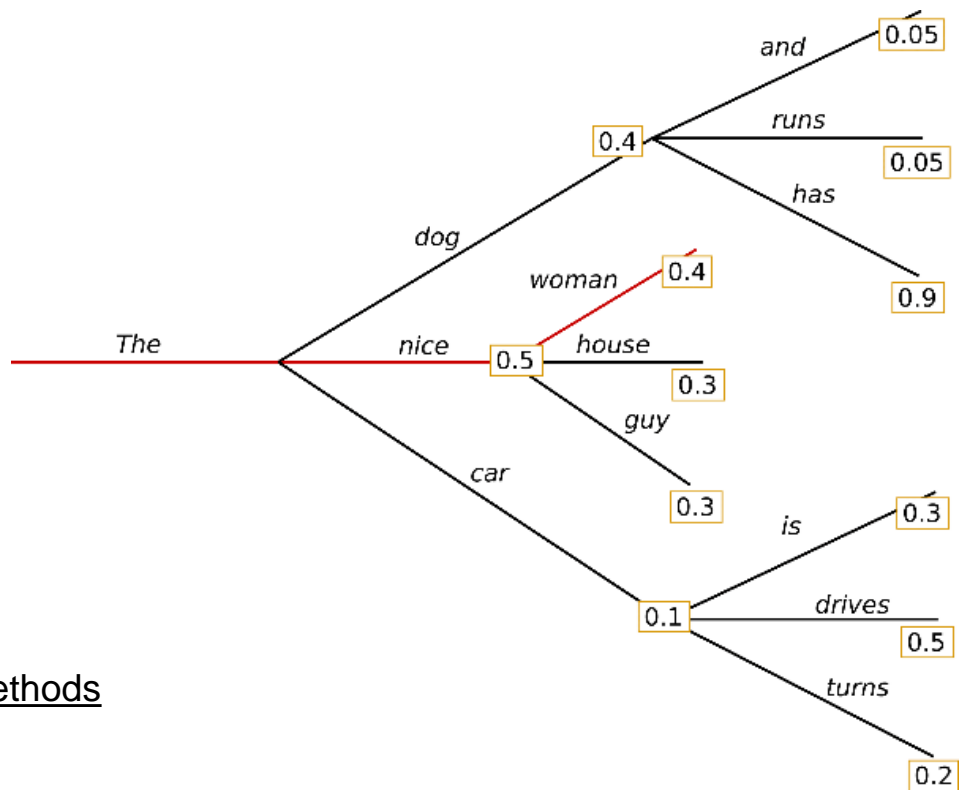 and
0.05
runs
0.4
0.05
has
dog
woman
0.4
0.9
The
nice
0.5
house
0.3
guy
car
0.3
is
0.3
drives
0.1
0.5
turns
ethods
0.2